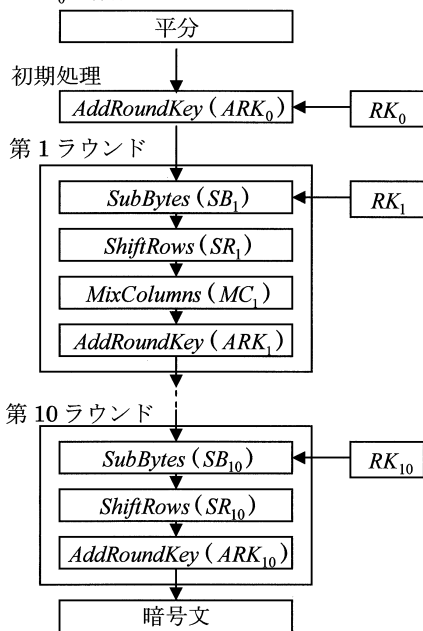 平分
初期処理
AddRoundKey(ARK₀)
RK₀
第1ラウンド
SubBytes(SB₁)
RK₁
ShiftRows(SR₁)
MixColumns(MC₁)
AddRoundKey(ARK₁)
第10ラウンド
SubBytes(SB₁₀)
RK₁₀
ShiftRows(SR₁₀)
AddRoundKey(ARK₁₀)
暗号文